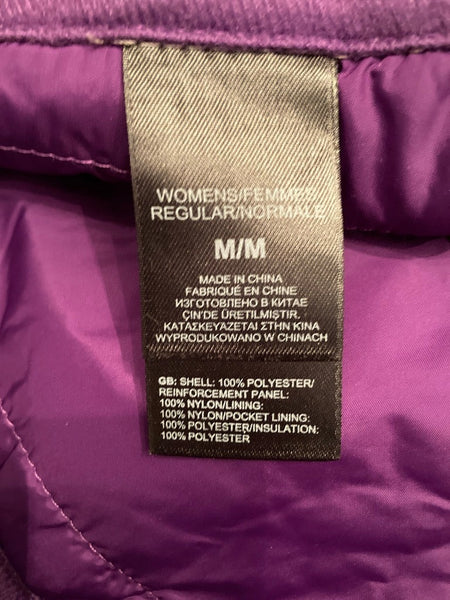 WOMENS/FEMMES
REGULAR/NORMALE
M/M
MADE IN CHINA
FABRIQUÉ EN CHINE
ИЗГОТОВЛЕНО В КИТАЕ
ÇIN'DE ÜRETILMIŞTIR.
ΚΑΤΑΣΚΕΥΑΖΕΤΑΙ ΣΤΗΝ ΚΙΝΑ
WYPRODUKOWANO W CHINACH
GB: SHELL: 100% POLYESTER/
REINFORCEMENT PANEL:
100% NYLON/LINING:
100% NYLON/POCKET LINING:
100% POLYESTER/INSULATION:
100% POLYESTER